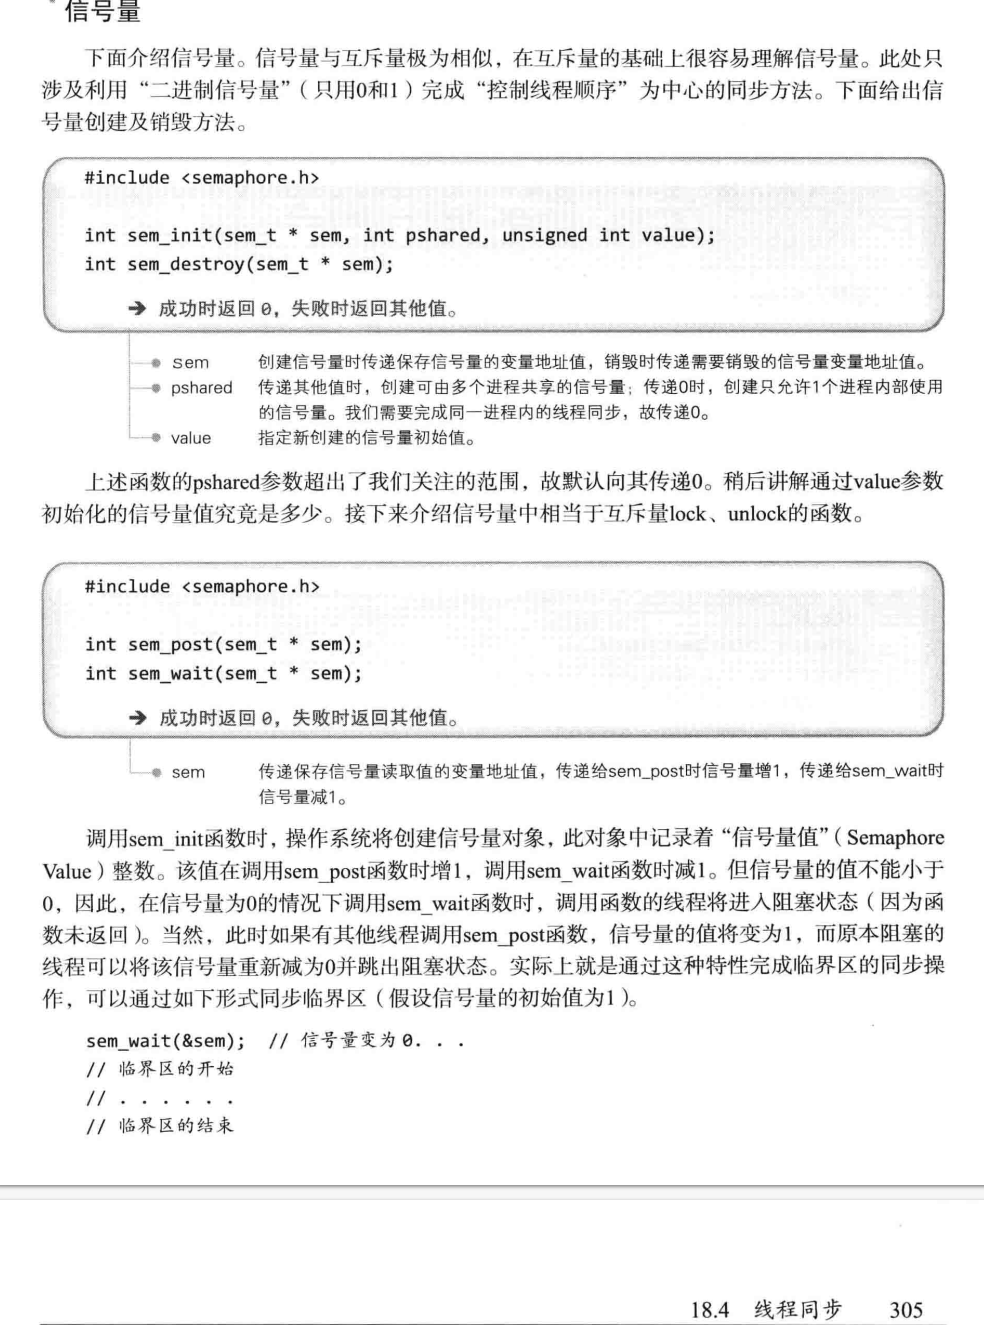 信号量
下面介绍信号量。信号量与互斥量极为相似，在互斥量的基础上很容易理解信号量。此处只
涉及利用“二进制信号量”（只用0和1）完成“控制线程顺序”为中心的同步方法。下面给出信
号量创建及销毁方法。
#include <semaphore.h>
int sem_init(sem_t * sem, int pshared, unsigned int value);
int sem_destroy(sem_t * sem);
➔ 成功时返回 0，失败时返回其他值。
sem 创建信号量时传递保存信号量的变量地址值，销毁时传递需要销毁的信号量变量地址值。
pshared 传递其他值时，创建可由多个进程共享的信号量；传递0时，创建只允许1个进程内部使用
的信号量。我们需要完成同一进程内的线程同步，故传递0。
value 指定新创建的信号量初始值。
上述函数的pshared参数超出了我们关注的范围，故默认向其传递0。稍后讲解通过value参数
初始化的信号量值究竟是多少。接下来介绍信号量中相当于互斥量lock、unlock的函数。
#include <semaphore.h>
int sem_post(sem_t * sem);
int sem_wait(sem_t * sem);
➔ 成功时返回 0，失败时返回其他值。
sem 传递保存信号量读取值的变量地址值，传递给sem_post时信号量增1，传递给sem_wait时
信号量减1。
调用sem_init函数时，操作系统将创建信号量对象，此对象中记录着“信号量值”（Semaphore
Value）整数。该值在调用sem_post函数时增1，调用sem_wait函数时减1。但信号量的值不能小于
0，因此，在信号量为0的情况下调用sem_wait函数时，调用函数的线程将进入阻塞状态（因为函
数未返回）。当然，此时如果有其他线程调用sem_post函数，信号量的值将变为1，而原本阻塞的
线程可以将该信号量重新减为0并跳出阻塞状态。实际上就是通过这种特性完成临界区的同步操
作，可以通过如下形式同步临界区（假设信号量的初始值为1）。
sem_wait(&sem); // 信号量变为 0. . .
// 临界区的开始
// . . . . . .
// 临界区的结束
18.4 线程同步 305